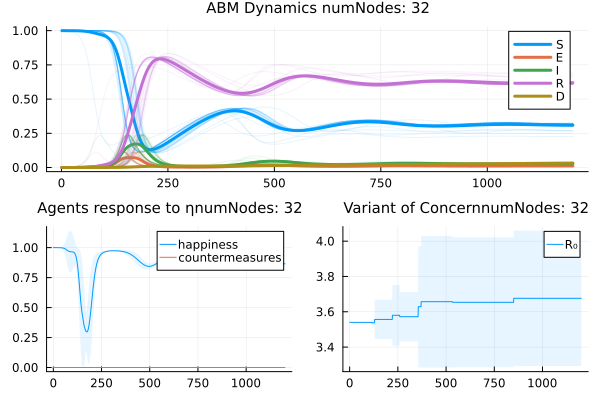 ABM Dynamics numNodes: 32
1.00
0.75
0.50
0.25
0.00
S
E
I
R
D
0 250 500 750 1000
Agents response to ηnumNodes: 32
1.00
0.75
0.50
0.25
0.00
happiness
countermeasures
0 250 500 750 1000
Variant of ConcernnumNodes: 32
4.0
3.8
3.6
3.4
R₀
0 250 500 750 1000